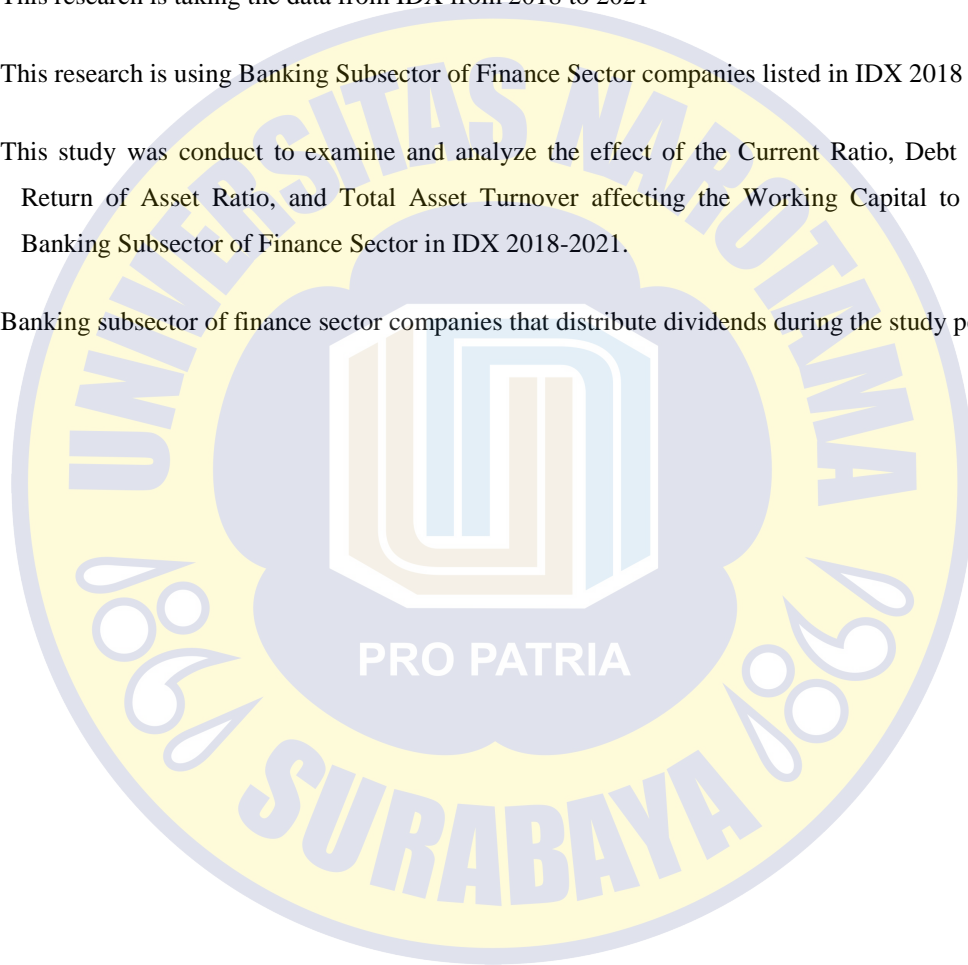 This research is taking the data from IDX from 2018 to 2021
This research is using Banking Subsector of Finance Sector companies listed in IDX 2018
This study was conduct to examine and analyze the effect of the Current Ratio, Debt
Return of Asset Ratio, and Total Asset Turnover affecting the Working Capital to
Banking Subsector of Finance Sector in IDX 2018-2021.
Banking subsector of finance sector companies that distribute dividends during the study
UNIVERSITAS NAROTAMA
PRO PATRIA
SURABAYA